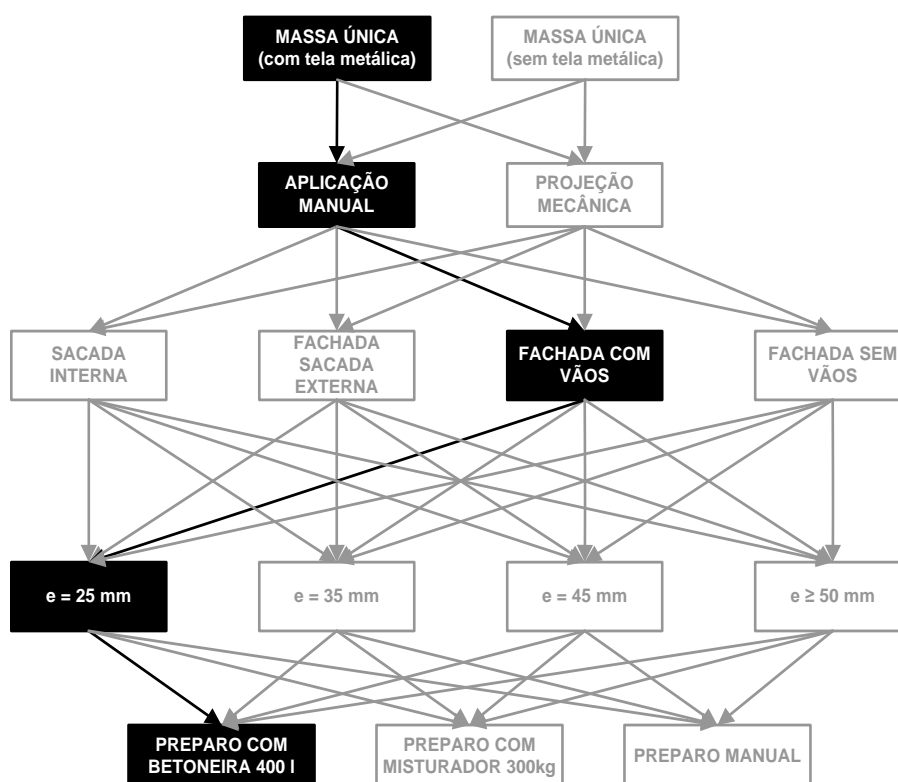 MASSA ÚNICA
(com tela metálica)
MASSA ÚNICA
(sem tela metálica)
APLICAÇÃO
MANUAL
PROJEÇÃO
MECÂNICA
SACADA
INTERNA
FACHADA
SACADA
EXTERNA
FACHADA COM
VÃOS
FACHADA SEM
VÃOS
e = 25 mm
e = 35 mm
e = 45 mm
e ≥ 50 mm
PREPARO COM
BETONEIRA 400 l
PREPARO COM
MISTURADOR 300kg
PREPARO MANUAL